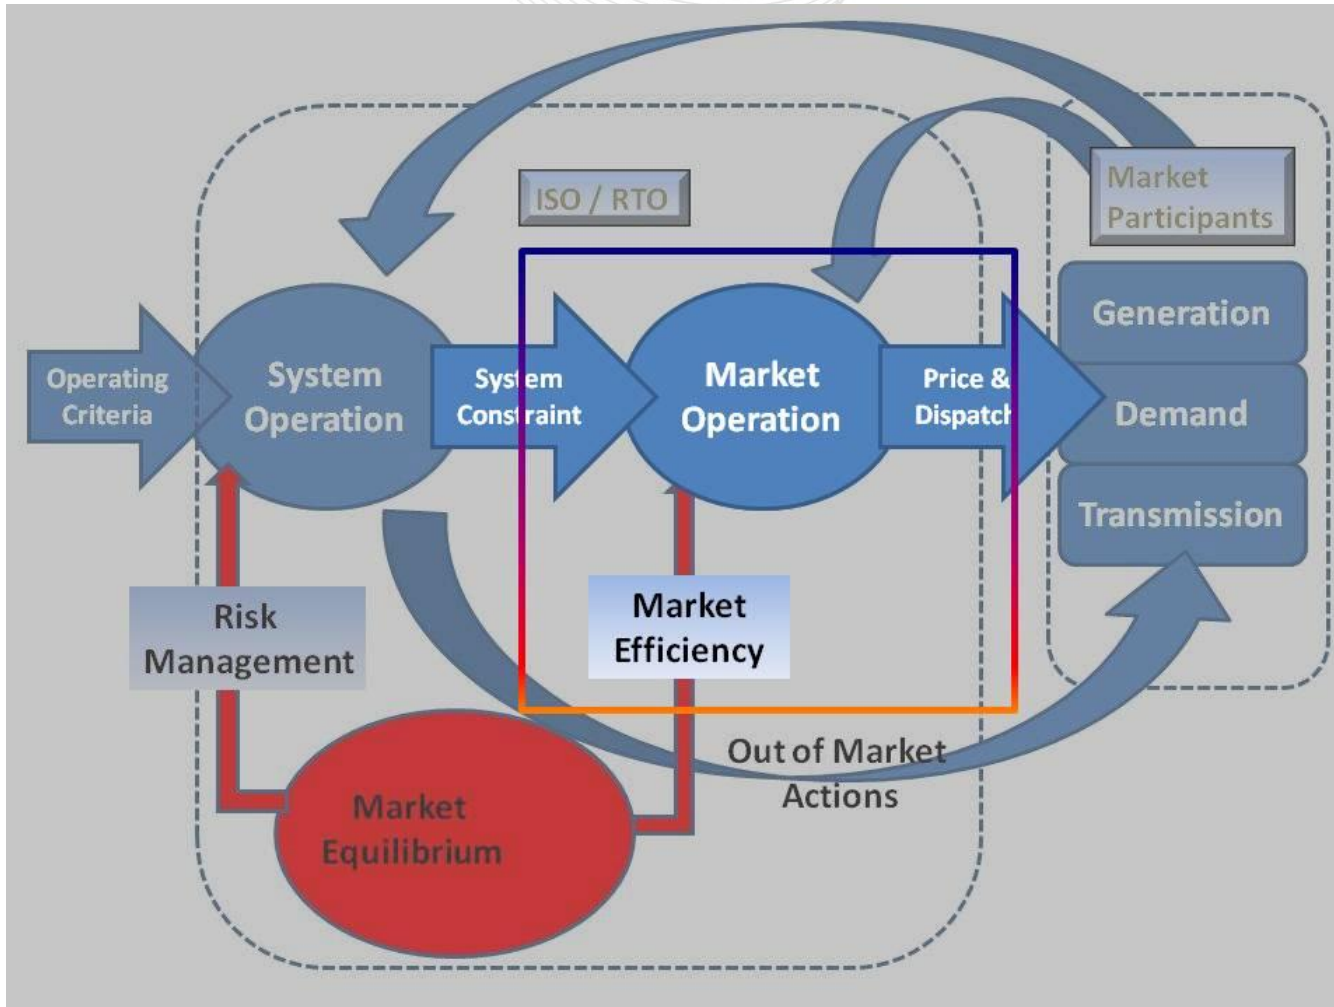 ISO / RTO
Market
Participants
Operating
Criteria
System
Operation
System
Constraint
Market
Operation
Price &
Dispatch
Generation
Demand
Transmission
Risk
Management
Market
Efficiency
Out of Market
Actions
Market
Equilibrium